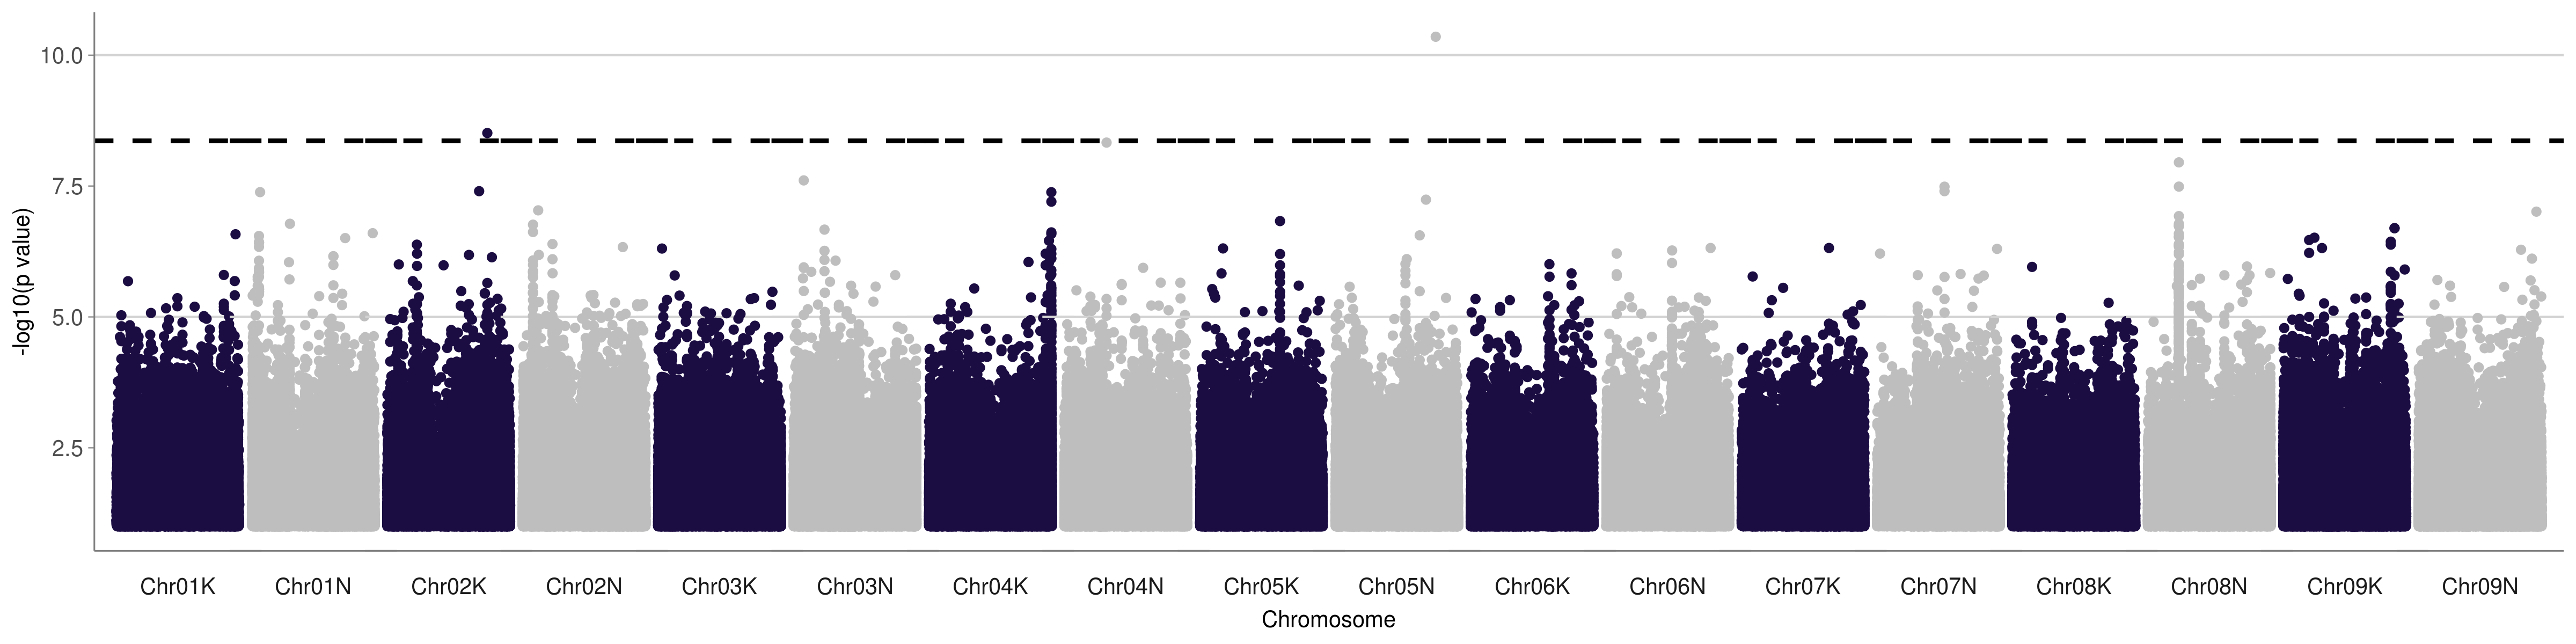 10.0
7.5
5.0
2.5
-log10(p value)
Chr01K Chr01N Chr02K Chr02N Chr03K Chr03N Chr04K Chr04N Chr05K Chr05N Chr06K Chr06N Chr07K Chr07N Chr08K Chr08N Chr09K Chr09N
Chromosome